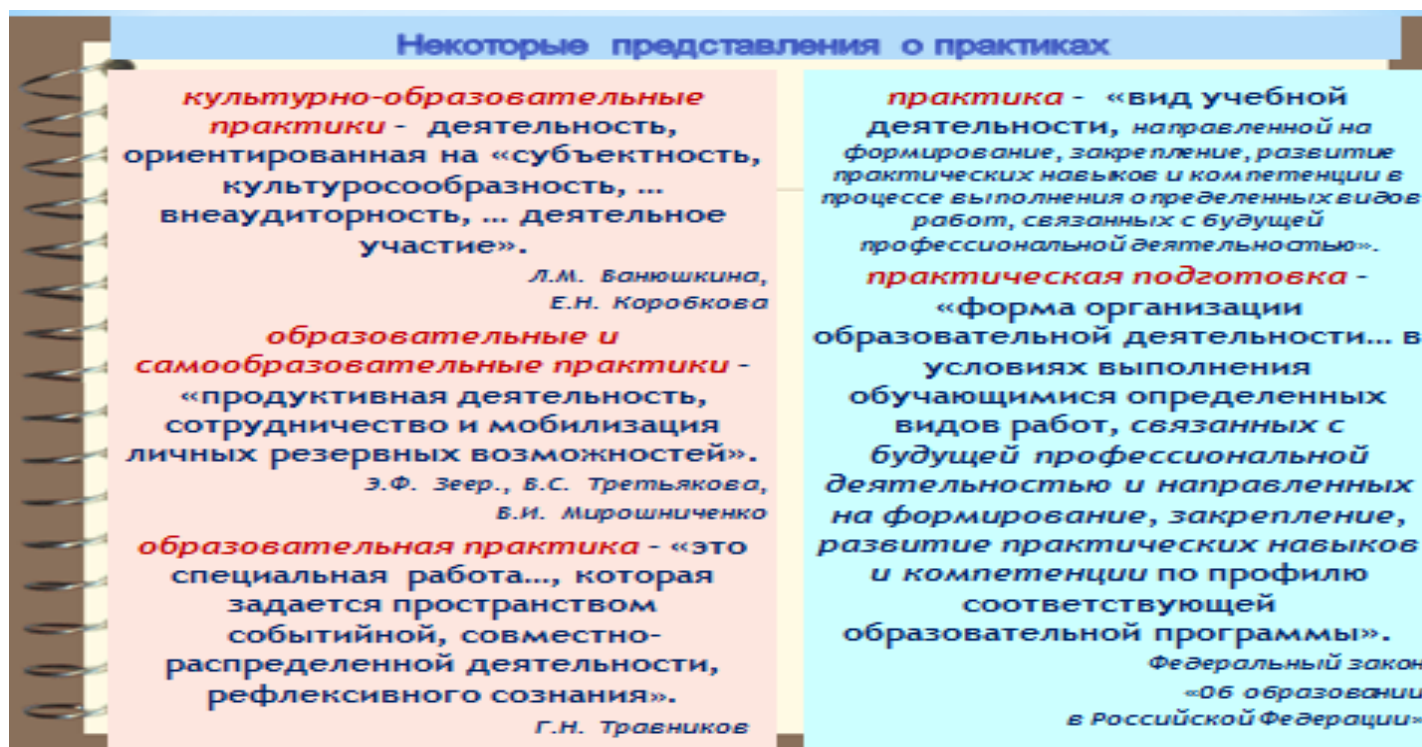 Некоторые представления о практиках
культурно-образовательные
практики - деятельность,
ориентированная на «субъектность,
культуросообразность, ...
внеаудиторность, ... деятельное
участие».
Л.М. Ванюшкина,
Е.Н. Коробкова
образовательные и
самообразовательные практики -
«продуктивная деятельность,
сотрудничество и мобилизация
личных резервных возможностей».
Э.Ф. Зеер., В.С. Третьякова,
В.И. Мирошниченко
образовательная практика - «это
специальная работа..., которая
задается пространством
событийной, совместно-
распределенной деятельности,
рефлексивного сознания».
Г.Н. Травников
практика - «вид учебной
деятельности, направленной на
формирование, закрепление, развитие
практических навыков и компетенции в
процессе выполнения определенных видов
работ, связанных с будущей
профессиональной деятельностью».
практическая подготовка -
«форма организации
образовательной деятельности... в
условиях выполнения
обучающимися определенных
видов работ, связанных с
будущей профессиональной
деятельностью и направленных
на формирование, закрепление,
развитие практических навыков
и компетенции по профилю
соответствующей
образовательной программы».
Федеральный закон
«Об образовании
в Российской Федерации»